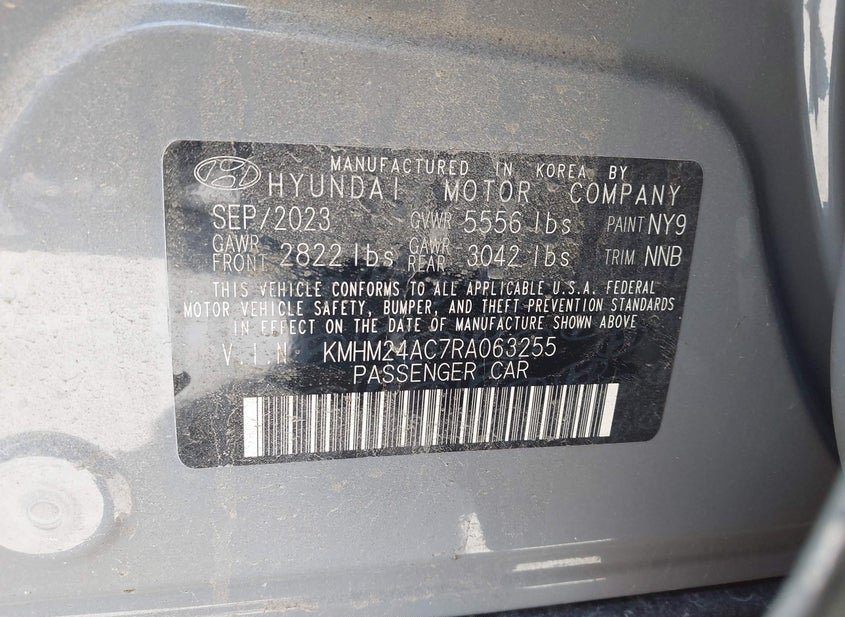 MANUFACTURED IN KOREA BY
HYUNDAI MOTOR COMPANY
SEP/2023 GVWR 5556 lbs PAINT NY9
GAWR FRONT 2822 lbs GAWR REAR 3042 lbs TRIM NNB
THIS VEHICLE CONFORMS TO ALL APPLICABLE U.S.A. FEDERAL
MOTOR VEHICLE SAFETY, BUMPER, AND THEFT PREVENTION STANDARDS
IN EFFECT ON THE DATE OF MANUFACTURE SHOWN ABOVE
V.I.N KMHM24AC7RA063255
PASSENGER CAR